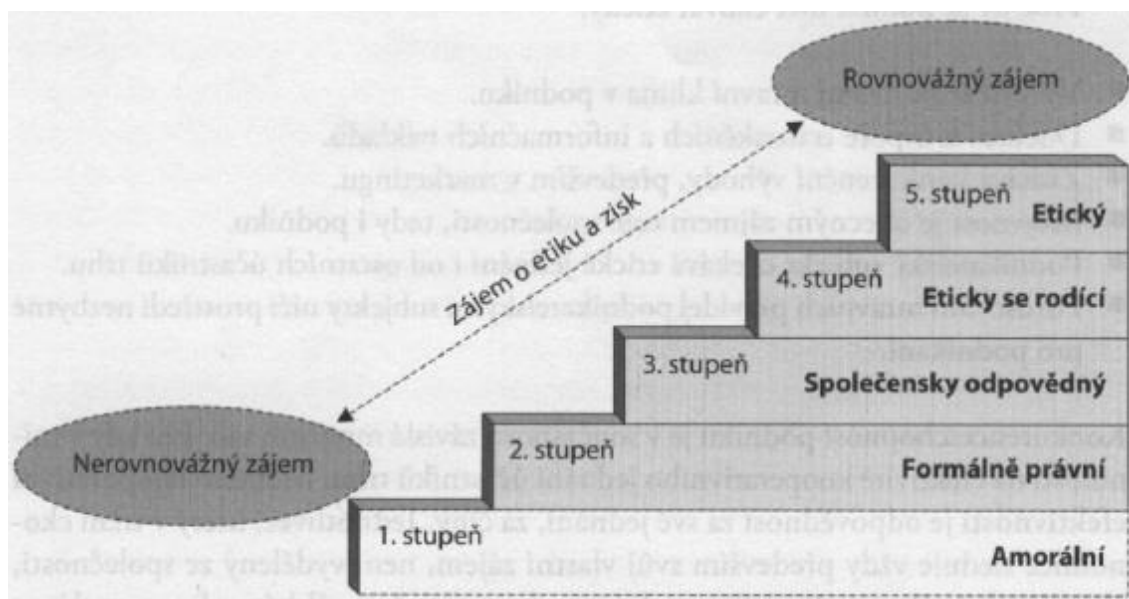 Rovnovážný zájem
Zájem o etiku a zisk
5. stupeň
Etický
4. stupeň
Eticky se rodící
3. stupeň
Společensky odpovědný
Nerovnovážný zájem
2. stupeň
Formálně právní
1. stupeň
Amorální